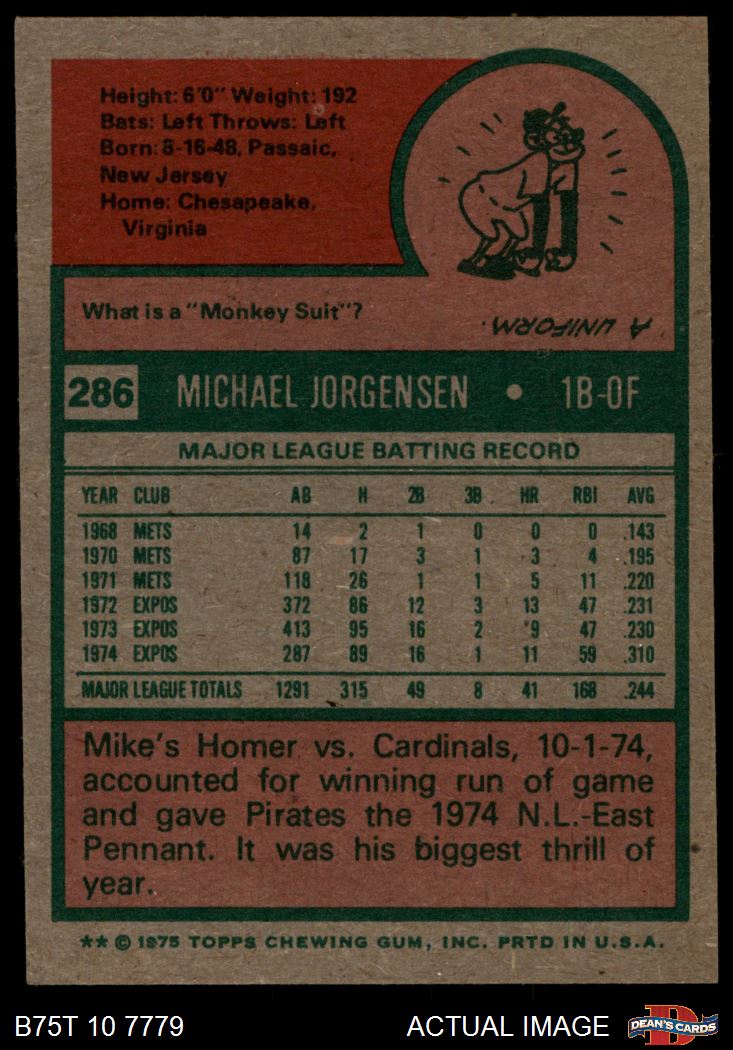 Height: 6'0" Weight: 192
Bats: Left Throws: Left
Born: 8-16-48, Passaic,
New Jersey
Home: Chesapeake,
Virginia
What is a "Monkey Suit"?
A UNIFORM.
286 MICHAEL JORGENSEN • 1B-OF
MAJOR LEAGUE BATTING RECORD
YEAR CLUB AB H 2B 3B HR RBI AVG
1968 METS 14 2 1 0 0 0 .143
1970 METS 87 17 3 1 3 4 .195
1971 METS 118 26 1 1 5 11 .220
1972 EXPOS 372 86 12 3 13 47 .231
1973 EXPOS 413 95 16 2 9 47 .230
1974 EXPOS 287 89 16 1 11 59 .310
MAJOR LEAGUE TOTALS 1291 315 49 8 41 168 .244
Mike's Homer vs. Cardinals, 10-1-74,
accounted for winning run of game
and gave Pirates the 1974 N.L.-East
Pennant. It was his biggest thrill of
year.
** © 1975 TOPPS CHEWING GUM, INC. PRTD IN U.S.A.
B75T 10 7779 ACTUAL IMAGE DEAN'S CARDS